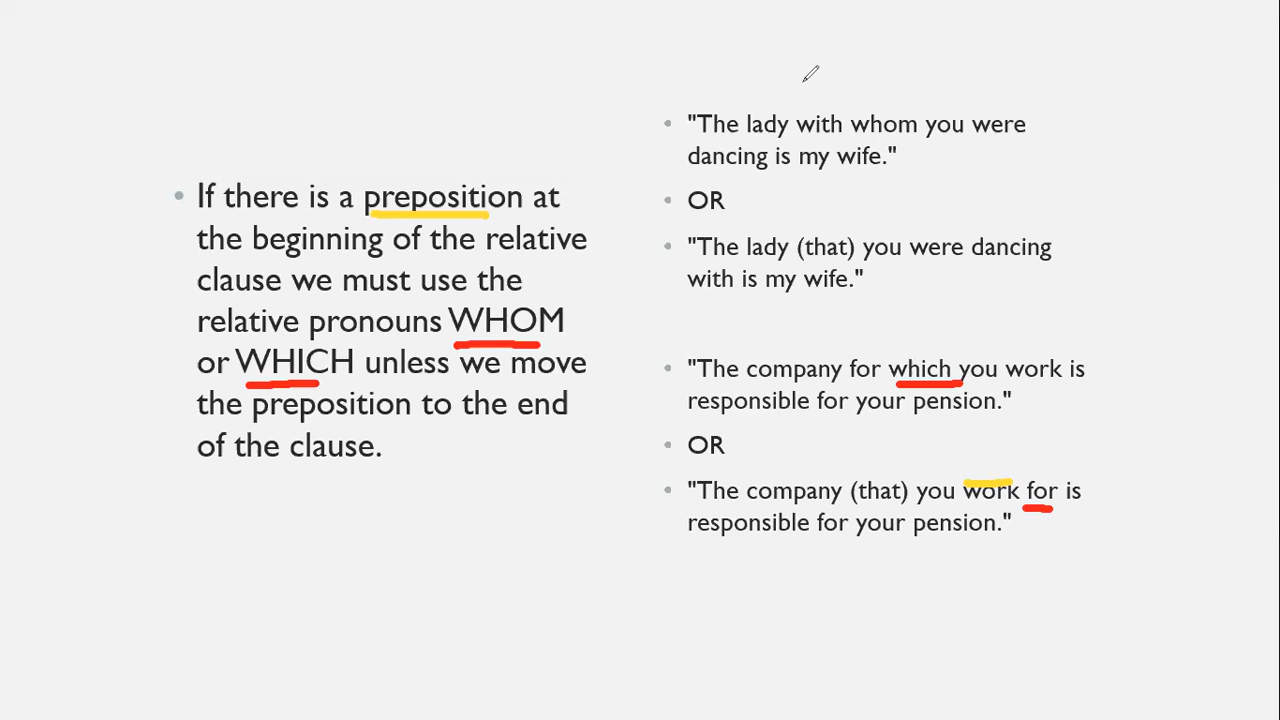 • If there is a preposition at
the beginning of the relative
clause we must use the
relative pronouns WHOM
or WHICH unless we move
the preposition to the end
of the clause.
• "The lady with whom you were
dancing is my wife."
• OR
• "The lady (that) you were dancing
with is my wife."
• "The company for which you work is
responsible for your pension."
• OR
• "The company (that) you work for is
responsible for your pension."